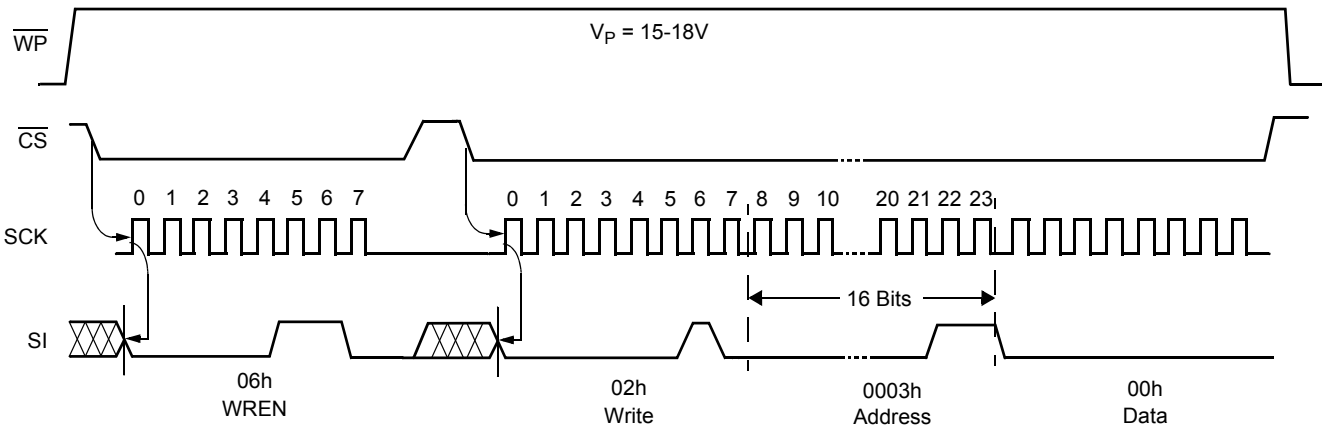 WP
V_P = 15-18V
CS
0 1 2 3 4 5 6 7 0 1 2 3 4 5 6 7 8 9 10 20 21 22 23
SCK
16 Bits
SI
06h 02h 0003h 00h
WREN Write Address Data